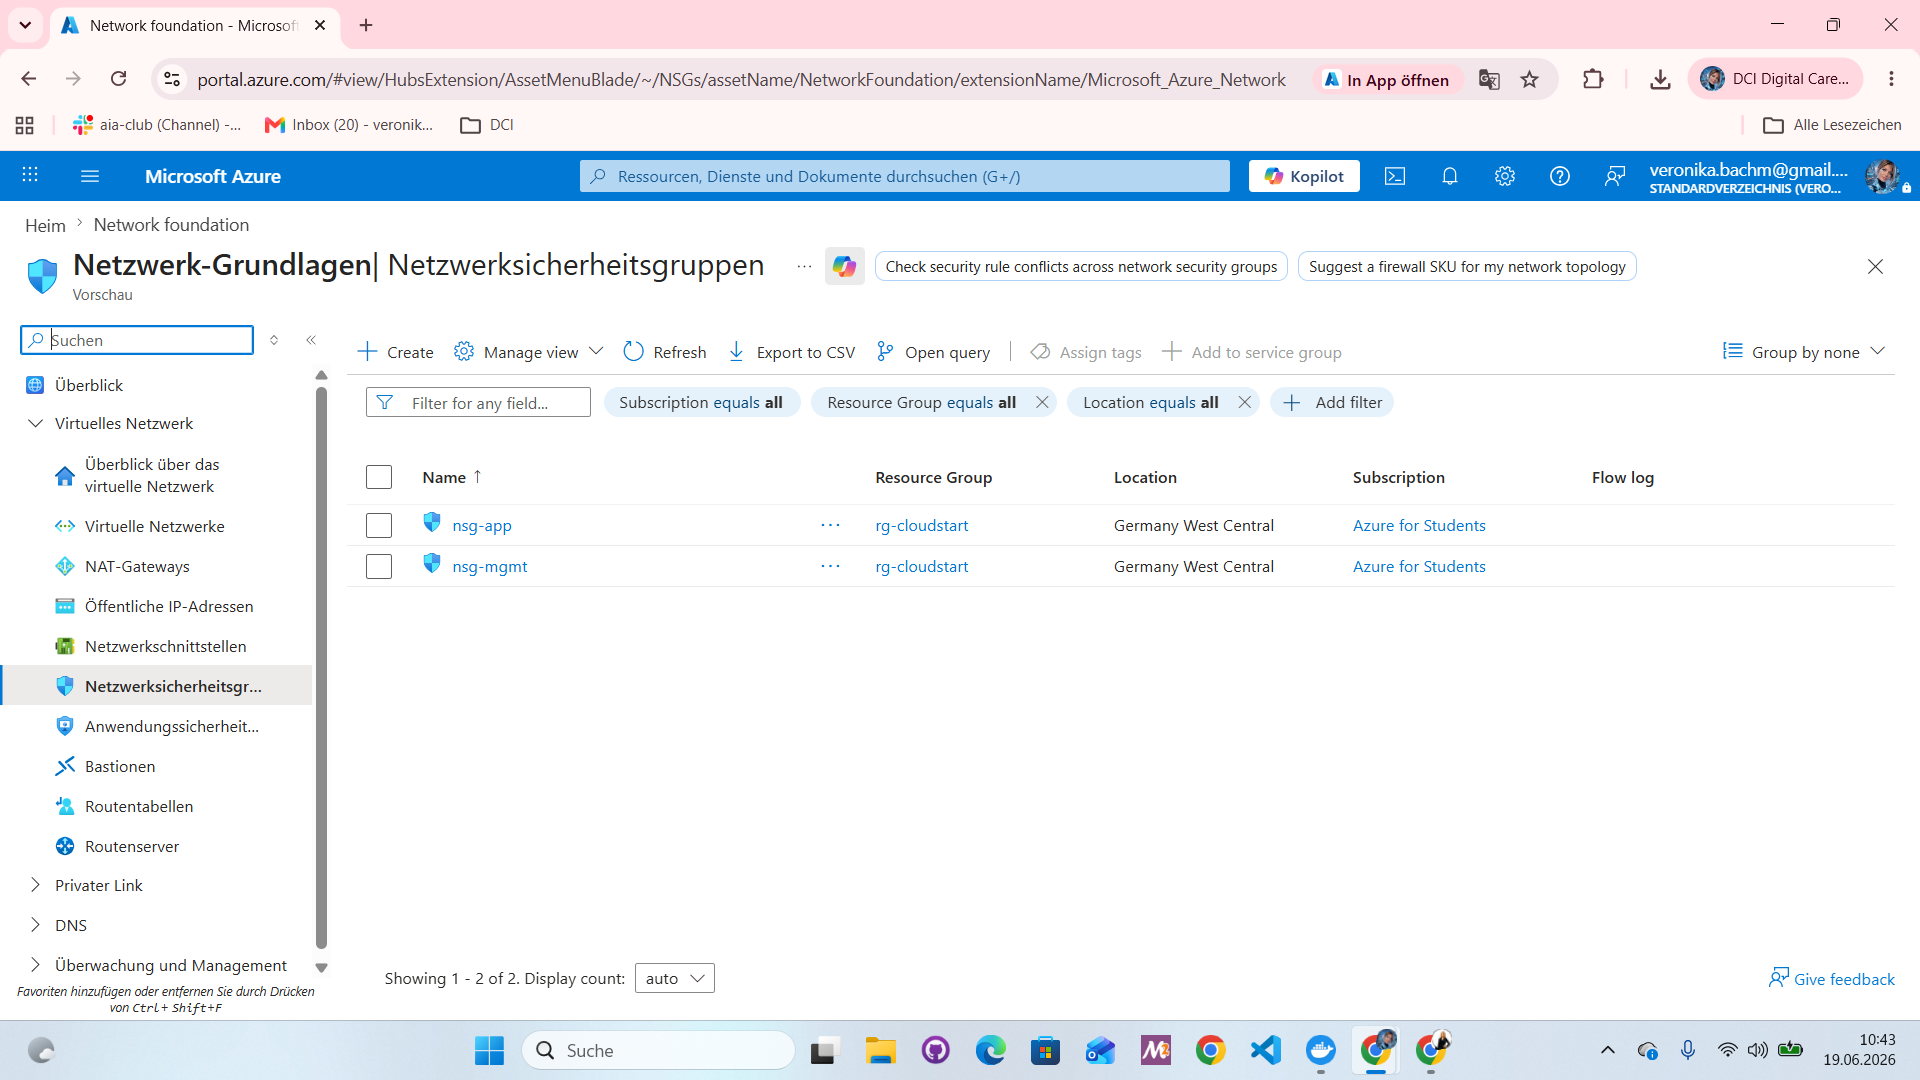 Network foundation - Microsof
portal.azure.com/#view/HubsExtension/AssetMenuBlade/~/NSGs/assetName/NetworkFoundation/extensionName/Microsoft_Azure_Network
In App öffnen
DCI Digital Care...
aia-club (Channel) -...
Inbox (20) - veronik...
DCI
Alle Lesezeichen
Microsoft Azure
Ressourcen, Dienste und Dokumente durchsuchen (G+/)
Kopilot
veronika.bachm@gmail....
STANDARDVERZEICHNIS (VERO...
Heim
Network foundation
Netzwerk-Grundlagen| Netzwerksicherheitsgruppen
...
Check security rule conflicts across network security groups
Suggest a firewall SKU for my network topology
Vorschau
Suchen
Überblick
Virtuelles Netzwerk
Überblick über das
virtuelle Netzwerk
Virtuelle Netzwerke
NAT-Gateways
Öffentliche IP-Adressen
Netzwerkschnittstellen
Netzwerksicherheitsgr...
Anwendungssicherheit...
Bastionen
Routentabellen
Routenserver
Privater Link
DNS
Überwachung und Management
Favoriten hinzufügen oder entfernen Sie durch Drücken
von Ctrl+ Shift+F
Create
Manage view
Refresh
Export to CSV
Open query
Assign tags
Add to service group
Group by none
Filter for any field...
Subscription equals all
Resource Group equals all
Location equals all
Add filter
Name ↑
Resource Group
Location
Subscription
Flow log
nsg-app
...
rg-cloudstart
Germany West Central
Azure for Students
nsg-mgmt
...
rg-cloudstart
Germany West Central
Azure for Students
Showing 1 - 2 of 2. Display count:
auto
Give feedback
Suche
10:43
19.06.2026